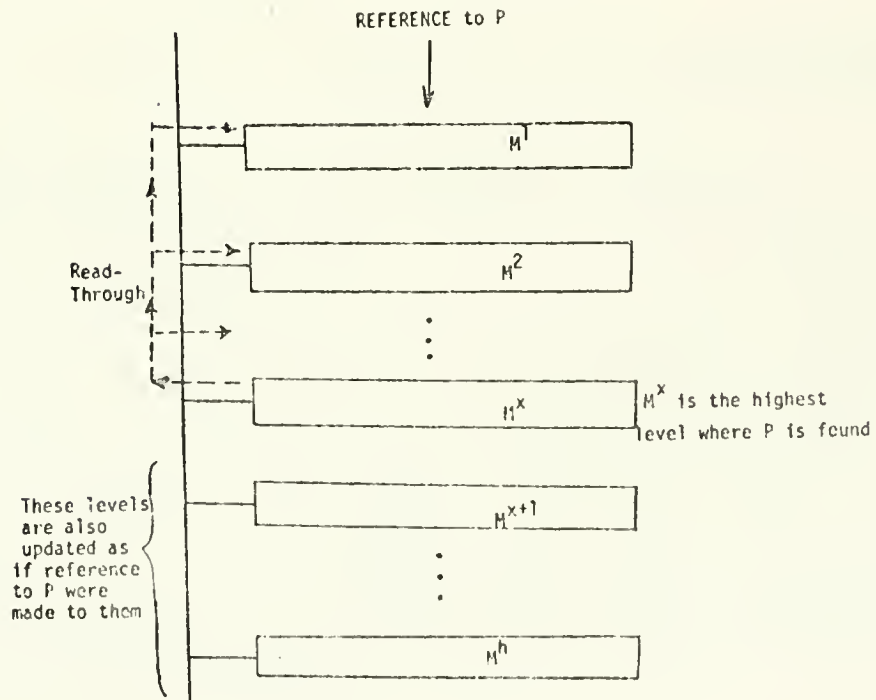 REFERENCE to P
M^1
Read-
Through
M^2
M^x
M^x is the highest
level where P is found
These levels
are also
updated as
if reference
to P were
made to them
M^x+1
M^h